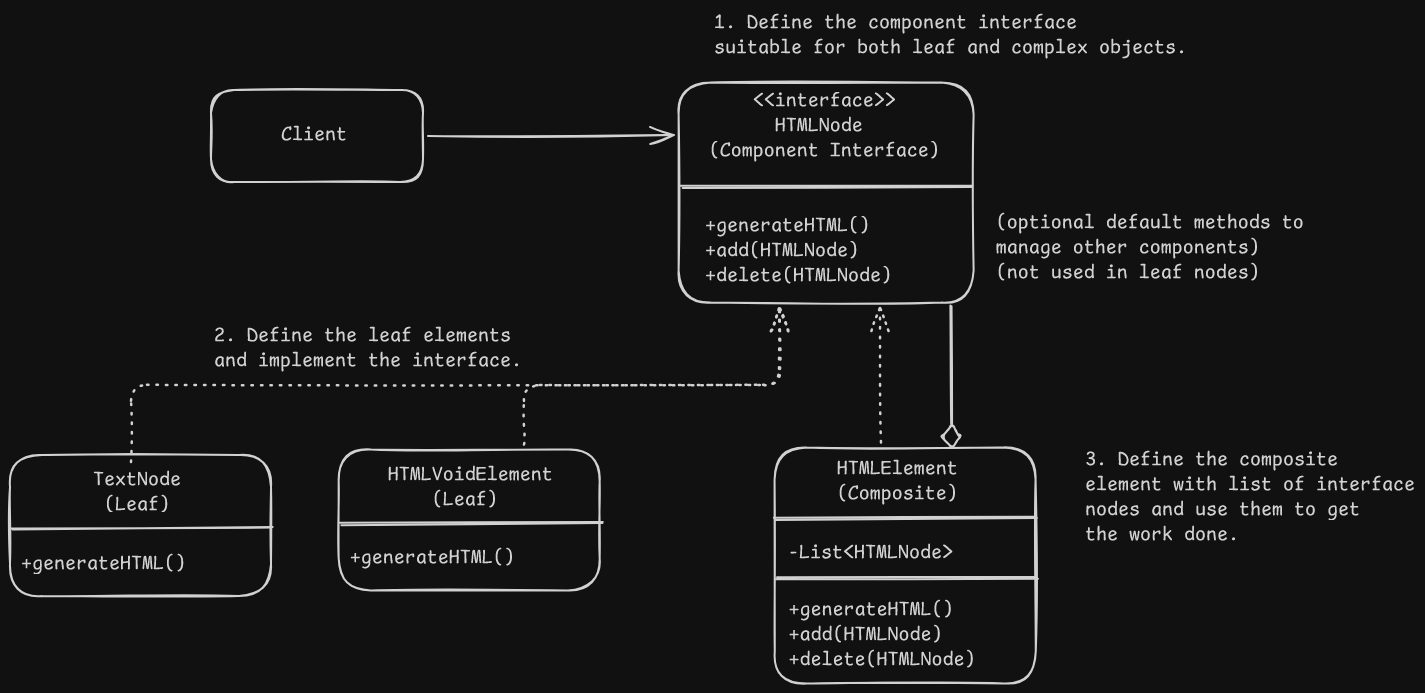 1. Define the component interface
suitable for both leaf and complex objects.
Client
<<interface>>
HTMLNode
(Component Interface)
+generateHTML()
+add(HTMLNode)
+delete(HTMLNode)
(optional default methods to
manage other components)
(not used in leaf nodes)
2. Define the leaf elements
and implement the interface.
TextNode
(Leaf)
+generateHTML()
HTMLVoidElement
(Leaf)
+generateHTML()
HTMLElement
(Composite)
-List<HTMLNode>
+generateHTML()
+add(HTMLNode)
+delete(HTMLNode)
3. Define the composite
element with list of interface
nodes and use them to get
the work done.